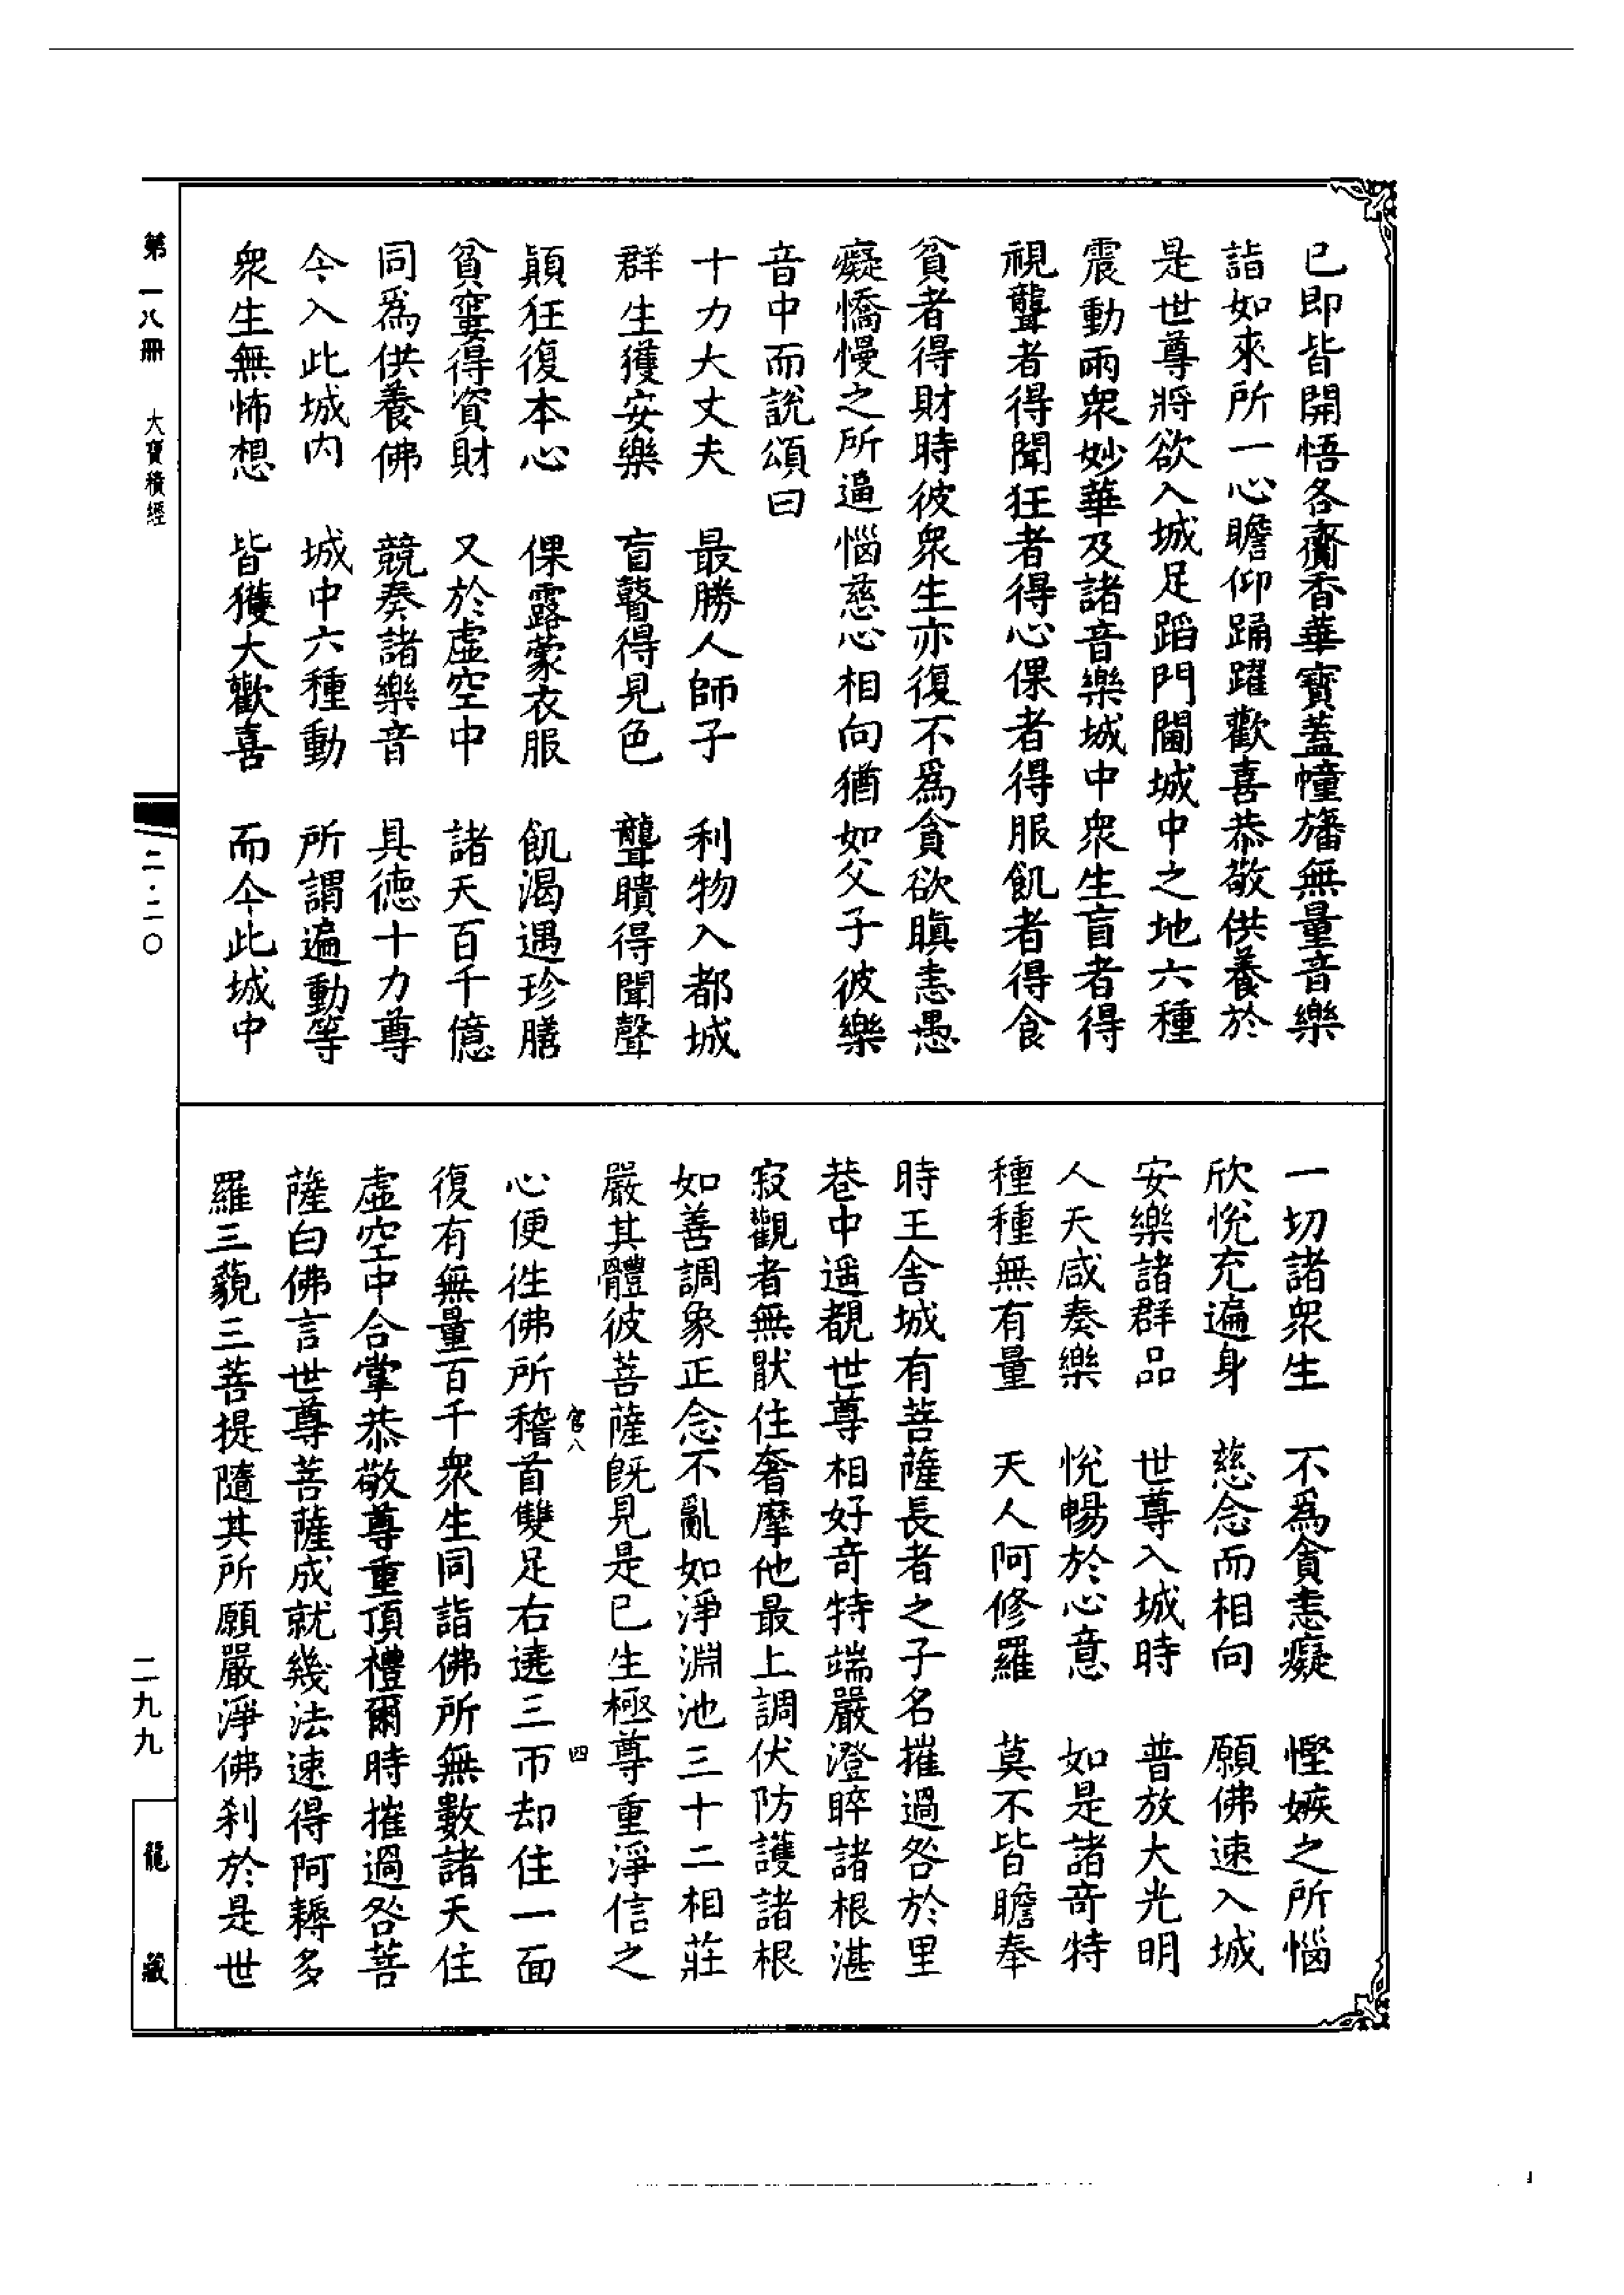 已即皆開悟各齎香華寶蓋幢旛無量音樂
詣如來所一心瞻仰踊躍歡喜恭敬供養於
是世尊將欲入城足蹈門閫城中之地六種
震動雨衆妙華及諸音樂城中衆生盲者得
視聾者得聞狂者得心倮者得服飢者得食
貧者得財時彼衆生亦復不爲貪欲瞋恚愚
癡憍慢之所逼惱慈心相向猶如父子彼樂
音中而說頌曰
十力大丈夫　最勝人師子　利物入都城
群生獲安樂　盲瞽得見色　聾聵得聞聲
顛狂復本心　倮露蒙衣服　飢渴遇珍膳
貧窶得資財　又於虛空中　諸天百千億
同爲供養佛　競奏諸樂音　具德十力尊
今入此城內　城中六種動　所謂遍動等
衆生無怖想　皆獲大歡喜　而今此城中
一切諸衆生　不爲貪恚癡　慳嫉之所惱
欣悅充遍身　慈念而相向　願佛速入城
安樂諸群品　世尊入城時　普放大光明
人天咸奏樂　悅暢於心意　如是諸竒特
種種無有量　天人阿修羅　莫不皆瞻奉
時王舍城有菩薩長者之子名摧過咎於里
巷中遥覩世尊相好竒特端嚴澄睟諸根湛
寂觀者無猒住奢摩他最上調伏防護諸根
如善調象正念不亂如淨淵池三十二相莊
嚴其體彼菩薩旣見是已生極尊重淨信之
心便徃佛所稽首雙足右遶三帀却住一面
官八
四
復有無量百千衆生同詣佛所無數諸天住
虛空中合掌恭敬尊重頂禮爾時摧過咎菩
薩白佛言世尊菩薩成就幾法速得阿耨多
羅三藐三菩提隨其所願嚴淨佛刹於是世
第一八冊　大寶積經
二·二〇
二九九
龍藏